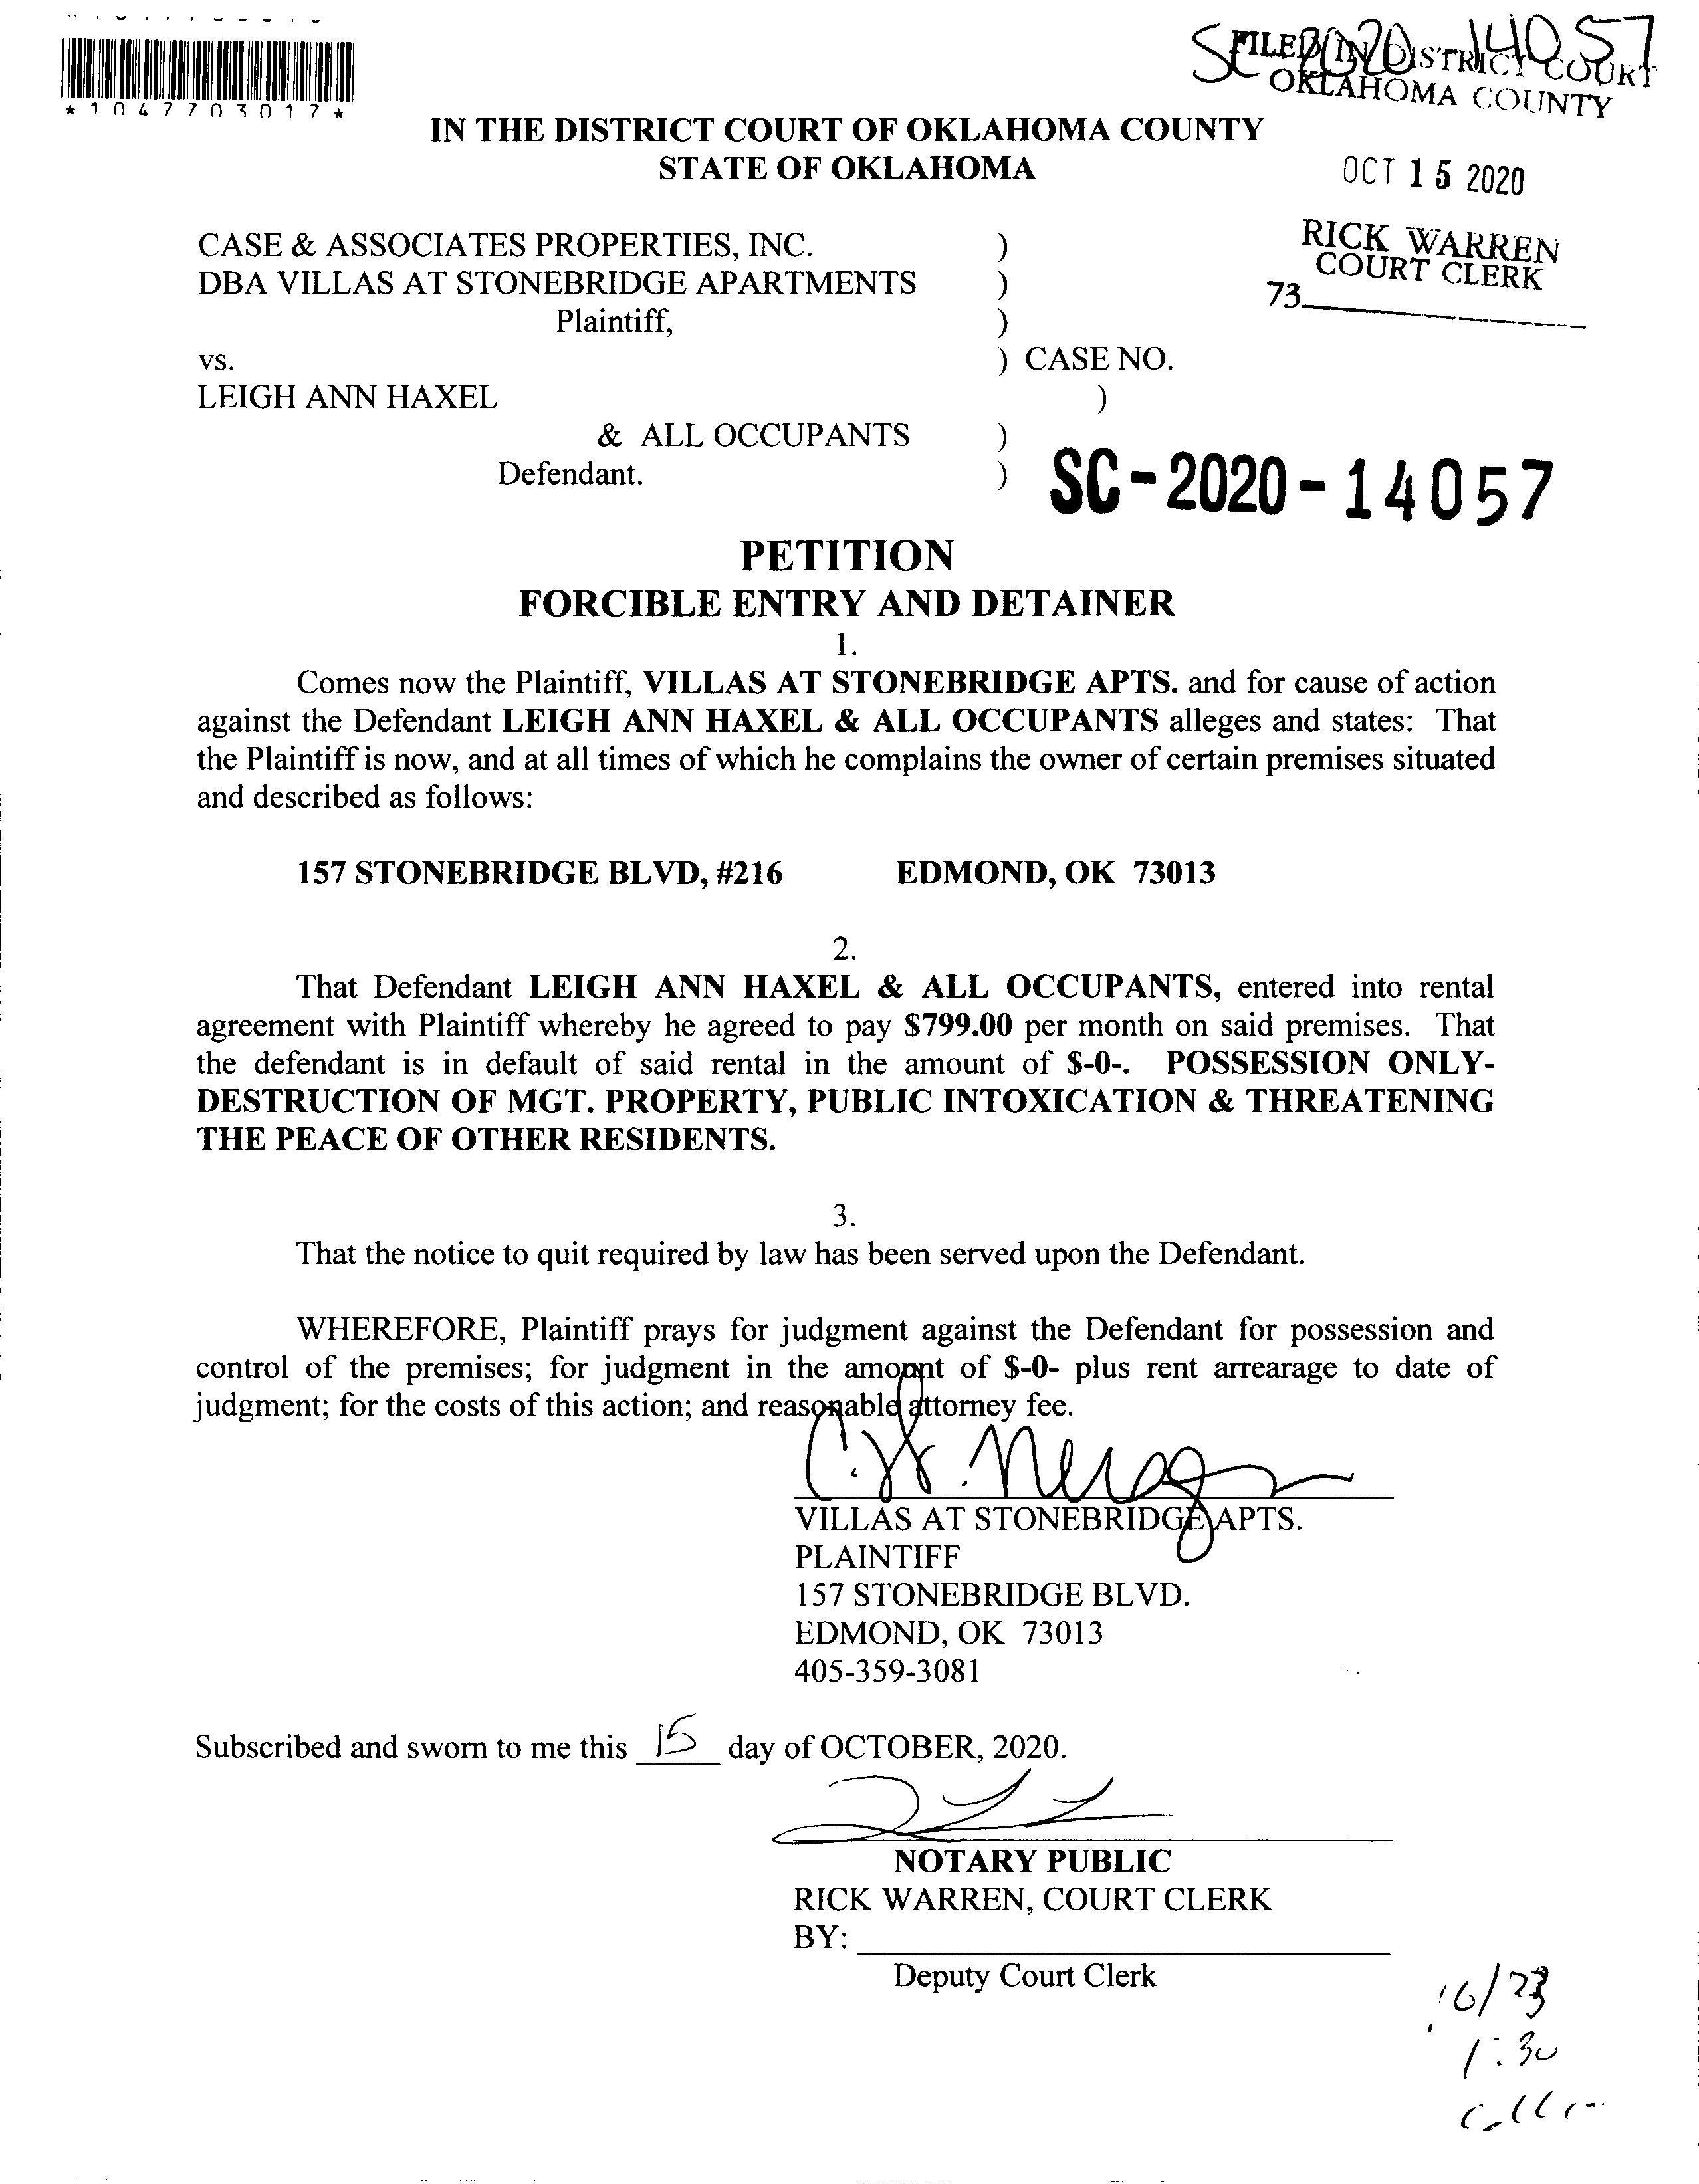 *1047703017*
SC 2020 14057
FILED IN DISTRICT COURT
OKLAHOMA COUNTY
IN THE DISTRICT COURT OF OKLAHOMA COUNTY
STATE OF OKLAHOMA
OCT 15 2020
RICK WARREN
COURT CLERK
73
CASE & ASSOCIATES PROPERTIES, INC. )
DBA VILLAS AT STONEBRIDGE APARTMENTS )
Plaintiff, )
vs. ) CASE NO.
LEIGH ANN HAXEL )
& ALL OCCUPANTS )
Defendant. )
SC-2020-14057
PETITION
FORCIBLE ENTRY AND DETAINER
1.
Comes now the Plaintiff, VILLAS AT STONEBRIDGE APTS. and for cause of action
against the Defendant LEIGH ANN HAXEL & ALL OCCUPANTS alleges and states: That
the Plaintiff is now, and at all times of which he complains the owner of certain premises situated
and described as follows:
157 STONEBRIDGE BLVD, #216 EDMOND, OK 73013
2.
That Defendant LEIGH ANN HAXEL & ALL OCCUPANTS, entered into rental
agreement with Plaintiff whereby he agreed to pay $799.00 per month on said premises. That
the defendant is in default of said rental in the amount of $-0-. POSSESSION ONLY-
DESTRUCTION OF MGT. PROPERTY, PUBLIC INTOXICATION & THREATENING
THE PEACE OF OTHER RESIDENTS.
3.
That the notice to quit required by law has been served upon the Defendant.
WHEREFORE, Plaintiff prays for judgment against the Defendant for possession and
control of the premises; for judgment in the amount of $-0- plus rent arrearage to date of
judgment; for the costs of this action; and reasonable attorney fee.
VILLAS AT STONEBRIDGE APTS.
PLAINTIFF
157 STONEBRIDGE BLVD.
EDMOND, OK 73013
405-359-3081
Subscribed and sworn to me this 15 day of OCTOBER, 2020.
NOTARY PUBLIC
RICK WARREN, COURT CLERK
BY:
Deputy Court Clerk
10/23
1:30